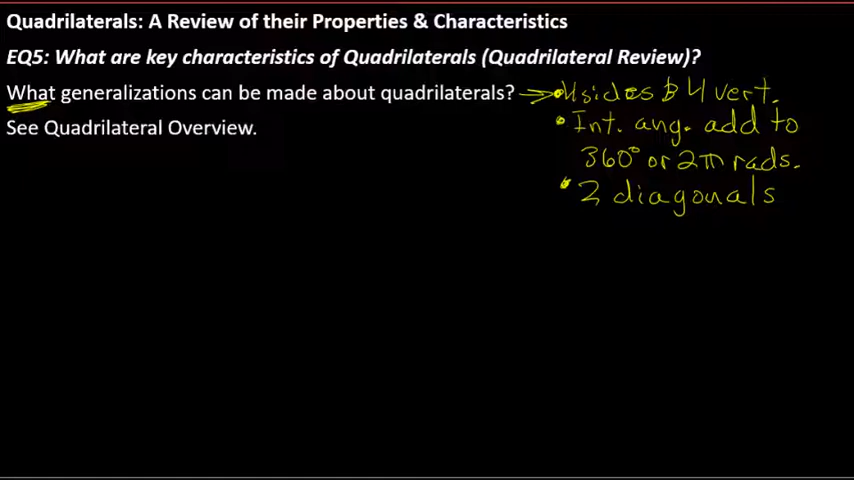 Quadrilaterals: A Review of their Properties & Characteristics
EQ5: What are key characteristics of Quadrilaterals (Quadrilateral Review)?
What generalizations can be made about quadrilaterals? → • 4 sides & 4 vert.
See Quadrilateral Overview.
• Int. ang. add to
360° or 2π rads.
• 2 diagonals